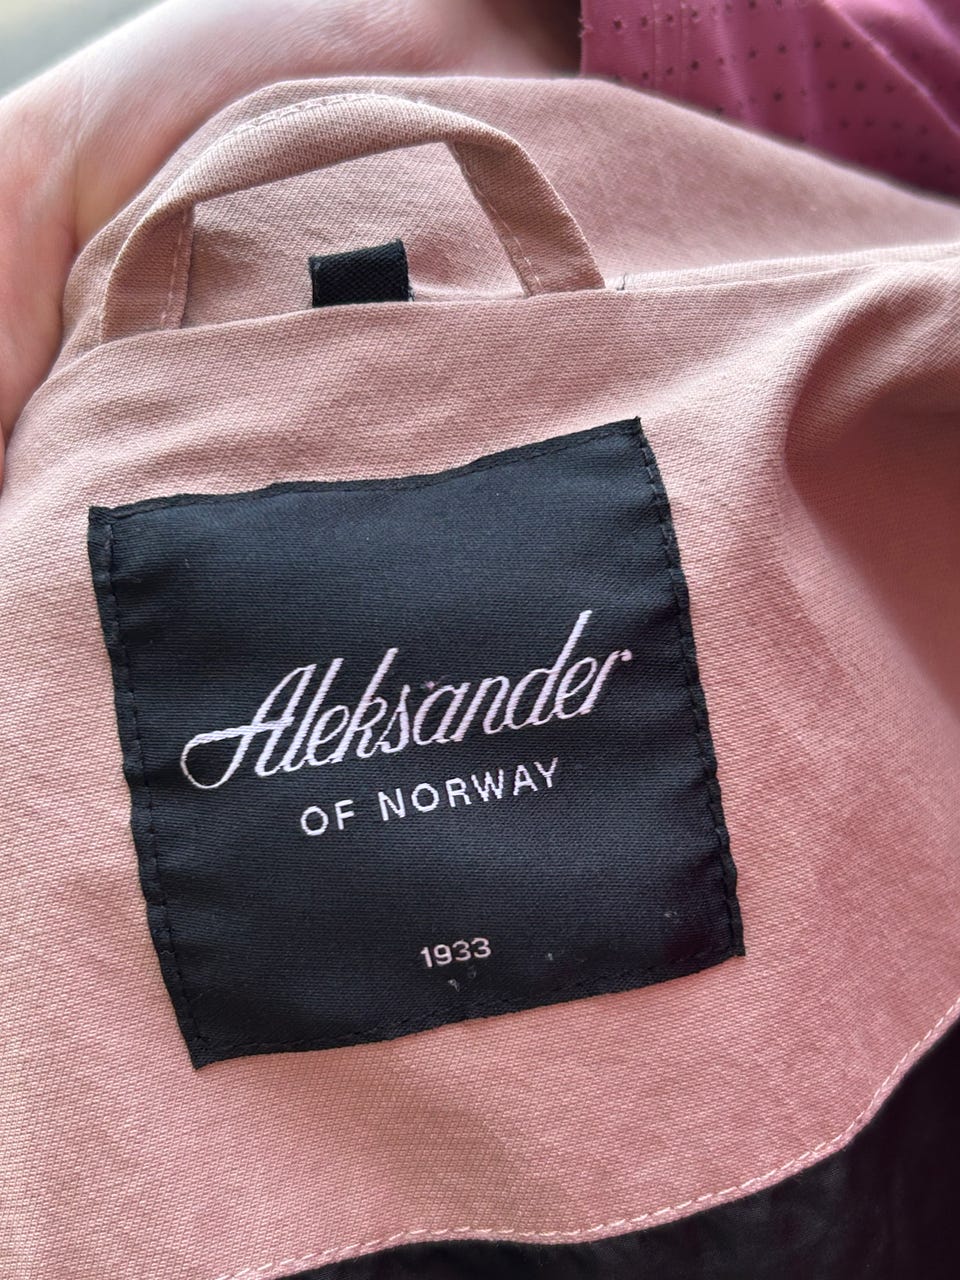 Aleksander
OF NORWAY
1933